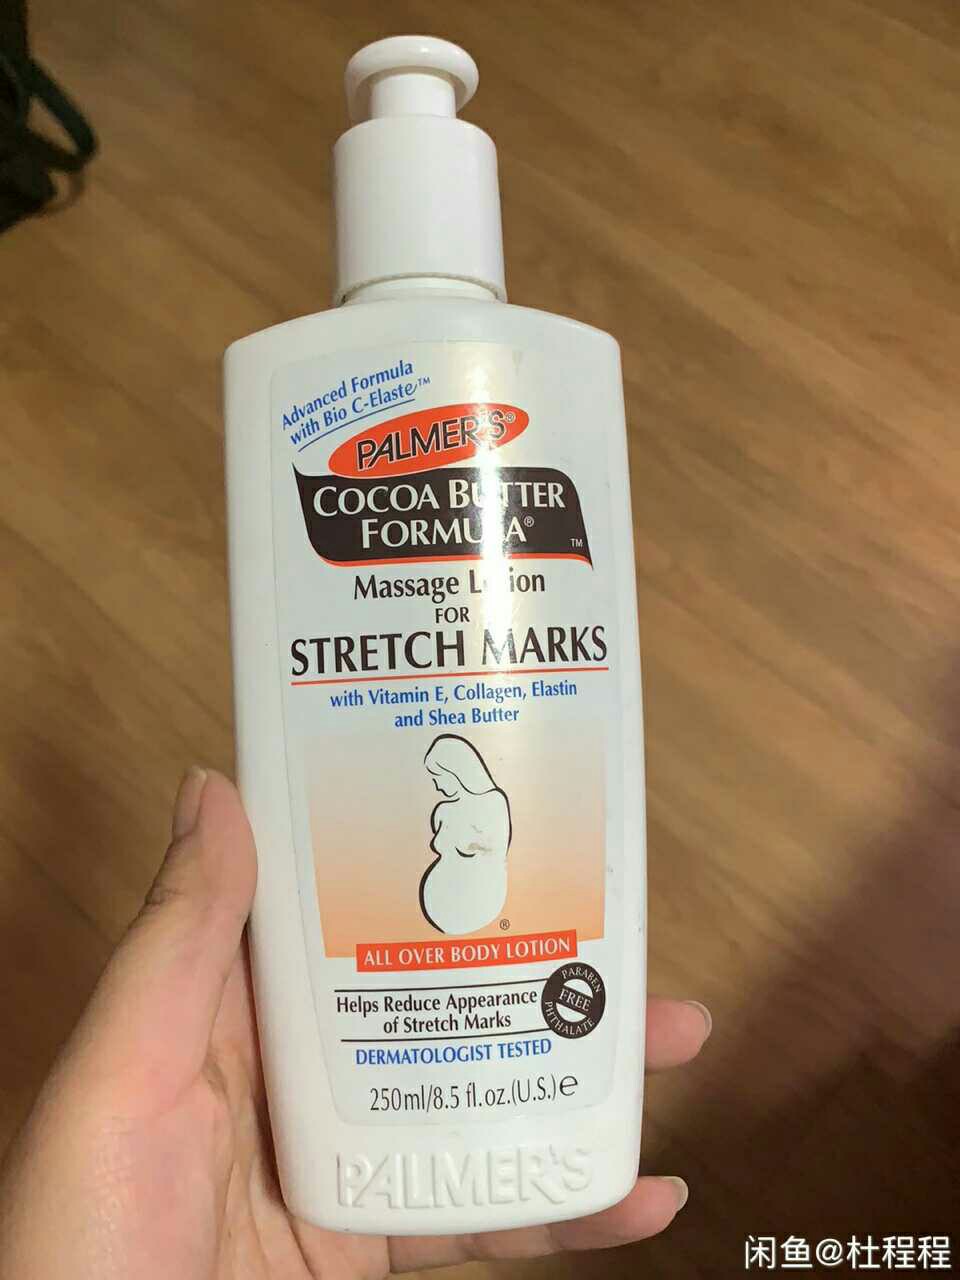 Advanced Formula
with Bio C-Elaste™
PALMER'S®
COCOA BUTTER
FORMULA®
™
Massage Lotion
FOR
STRETCH MARKS
with Vitamin E, Collagen, Elastin
and Shea Butter
®
ALL OVER BODY LOTION
Helps Reduce Appearance
of Stretch Marks
PARABEN
FREE
PHTHALATE
DERMATOLOGIST TESTED
250ml/8.5 fl.oz.(U.S.)℮
PALMER'S
闲鱼@杜程程